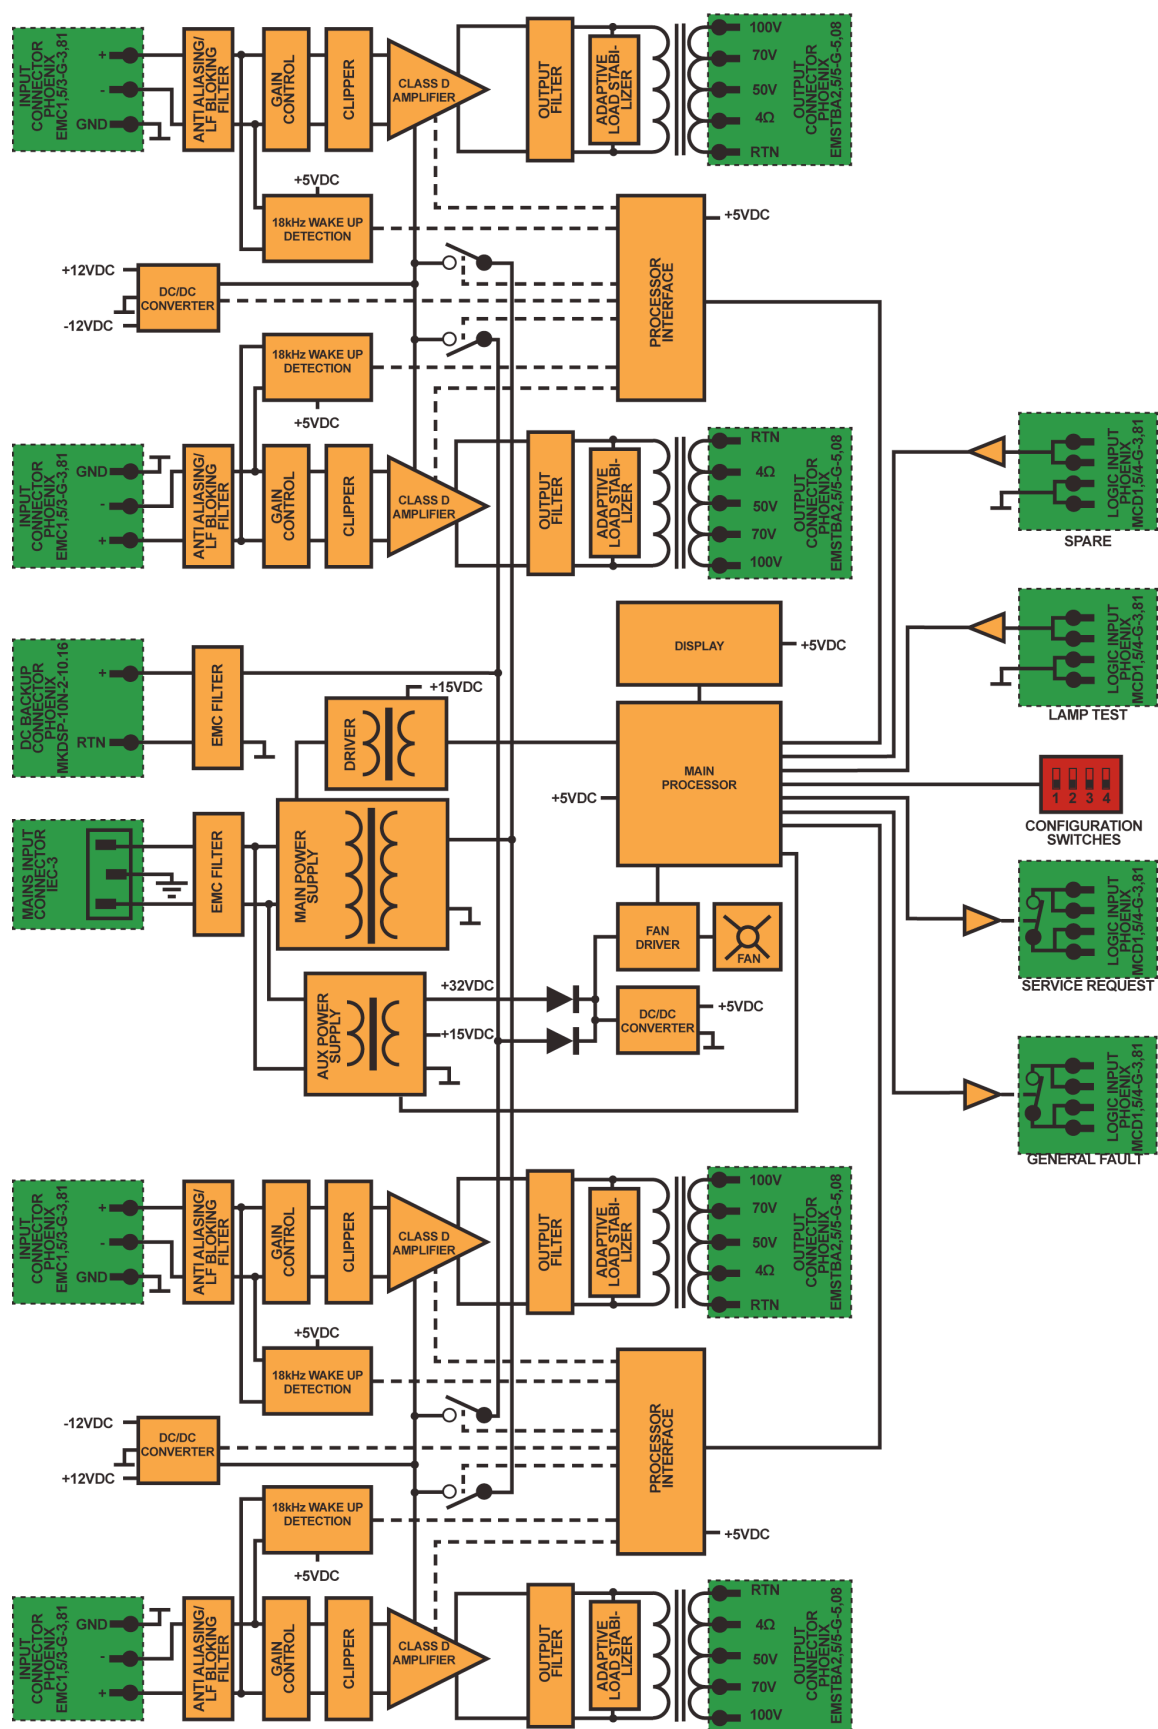 INPUT
CONNECTOR
PHOENIX
EMC1,5/3-G-3,81
+
-
GND
ANTI ALIASING/
LF BLOKING
FILTER
GAIN
CONTROL
CLIPPER
CLASS D
AMPLIFIER
OUTPUT
FILTER
ADAPTIVE
LOAD STABI-
LIZER
100V
70V
50V
4Ω
RTN
OUTPUT
CONNECTOR
PHOENIX
EMSTBA2,5/5-G-5,08
+5VDC
18kHz WAKE UP
DETECTION
+12VDC
DC/DC
CONVERTER
-12VDC
PROCESSOR
INTERFACE
+5VDC
18kHz WAKE UP
DETECTION
+5VDC
INPUT
CONNECTOR
PHOENIX
EMC1,5/3-G-3,81
GND
-
+
ANTI ALIASING/
LF BLOKING
FILTER
GAIN
CONTROL
CLIPPER
CLASS D
AMPLIFIER
OUTPUT
FILTER
ADAPTIVE
LOAD STABI-
LIZER
RTN
4Ω
50V
70V
100V
OUTPUT
CONNECTOR
PHOENIX
EMSTBA2,5/5-G-5,08
LOGIC INPUT
PHOENIX
MCD1,5/4-G-3,81
SPARE
DC BACKUP
CONNECTOR
PHOENIX
MKDSP-10N-2-10.16
+
RTN
EMC FILTER
+15VDC
DRIVER
DISPLAY
+5VDC
MAIN
PROCESSOR
+5VDC
LOGIC INPUT
PHOENIX
MCD1,5/4-G-3,81
LAMP TEST
1 2 3 4
CONFIGURATION
SWITCHES
MAINS INPUT
CONNECTOR
IEC-3
EMC FILTER
MAIN POWER
SUPPLY
FAN
DRIVER
FAN
LOGIC INPUT
PHOENIX
MCD1,5/4-G-3,81
SERVICE REQUEST
AUX POWER
SUPPLY
+32VDC
+15VDC
DC/DC
CONVERTER
+5VDC
LOGIC INPUT
PHOENIX
MCD1,5/4-G-3,81
GENERAL FAULT
INPUT
CONNECTOR
PHOENIX
EMC1,5/3-G-3,81
+
-
GND
ANTI ALIASING/
LF BLOKING
FILTER
GAIN
CONTROL
CLIPPER
CLASS D
AMPLIFIER
OUTPUT
FILTER
ADAPTIVE
LOAD STABI-
LIZER
100V
70V
50V
4Ω
RTN
OUTPUT
CONNECTOR
PHOENIX
EMSTBA2,5/5-G-5,08
+5VDC
18kHz WAKE UP
DETECTION
-12VDC
DC/DC
CONVERTER
+12VDC
PROCESSOR
INTERFACE
+5VDC
18kHz WAKE UP
DETECTION
+5VDC
INPUT
CONNECTOR
PHOENIX
EMC1,5/3-G-3,81
GND
-
+
ANTI ALIASING/
LF BLOKING
FILTER
GAIN
CONTROL
CLIPPER
CLASS D
AMPLIFIER
OUTPUT
FILTER
ADAPTIVE
LOAD STABI-
LIZER
RTN
4Ω
50V
70V
100V
OUTPUT
CONNECTOR
PHOENIX
EMSTBA2,5/5-G-5,08